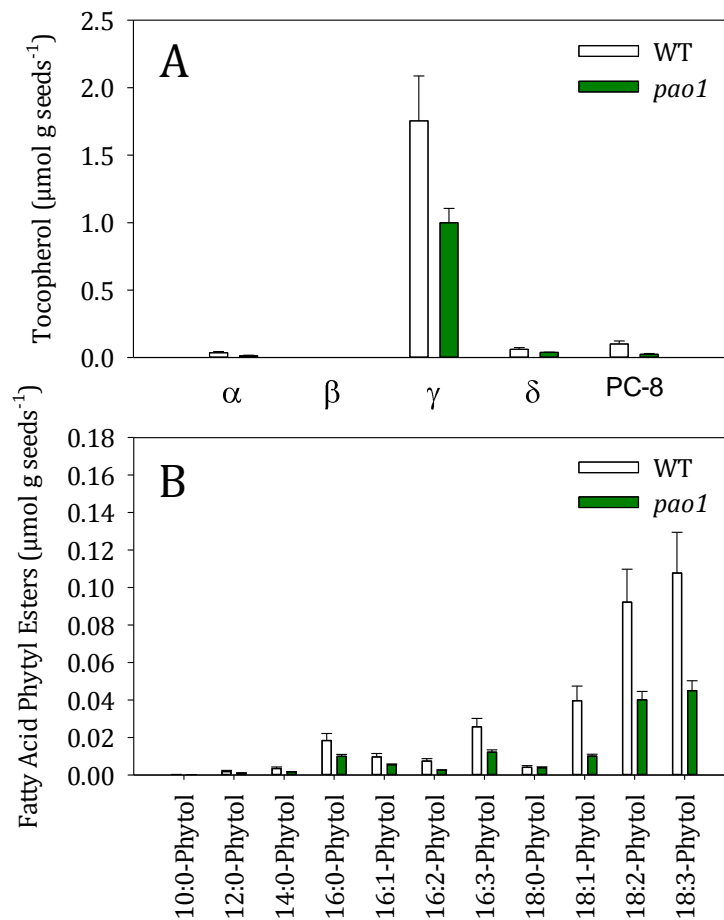 A
WT
pao1
Tocopherol (µmol g seeds⁻¹)
2.5
2.0
1.5
1.0
0.5
0.0
α β γ δ PC-8
B
WT
pao1
Fatty Acid Phytyl Esters (µmol g seeds⁻¹)
0.18
0.16
0.14
0.12
0.10
0.08
0.06
0.04
0.02
0.00
10:0-Phytol
12:0-Phytol
14:0-Phytol
16:0-Phytol
16:1-Phytol
16:2-Phytol
16:3-Phytol
18:0-Phytol
18:1-Phytol
18:2-Phytol
18:3-Phytol